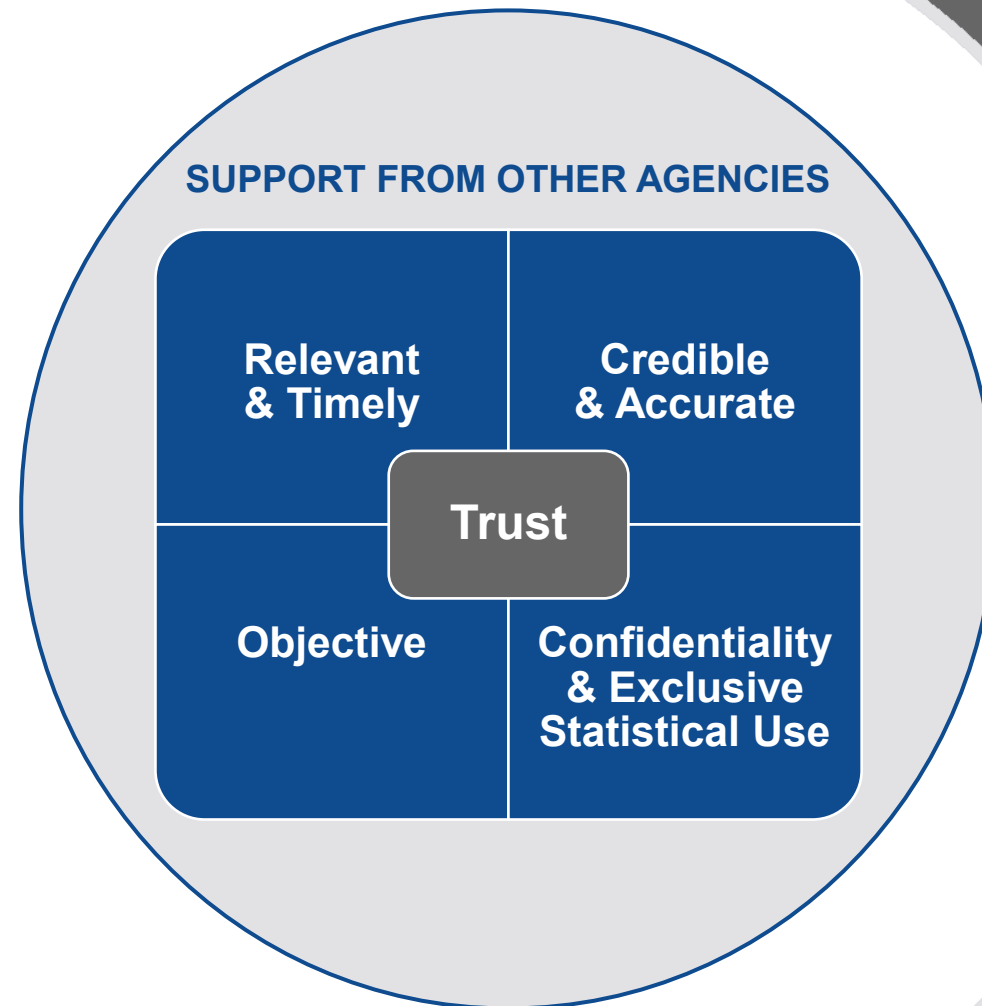 SUPPORT FROM OTHER AGENCIES
Relevant
& Timely
Credible
& Accurate
Trust
Objective
Confidentiality
& Exclusive
Statistical Use